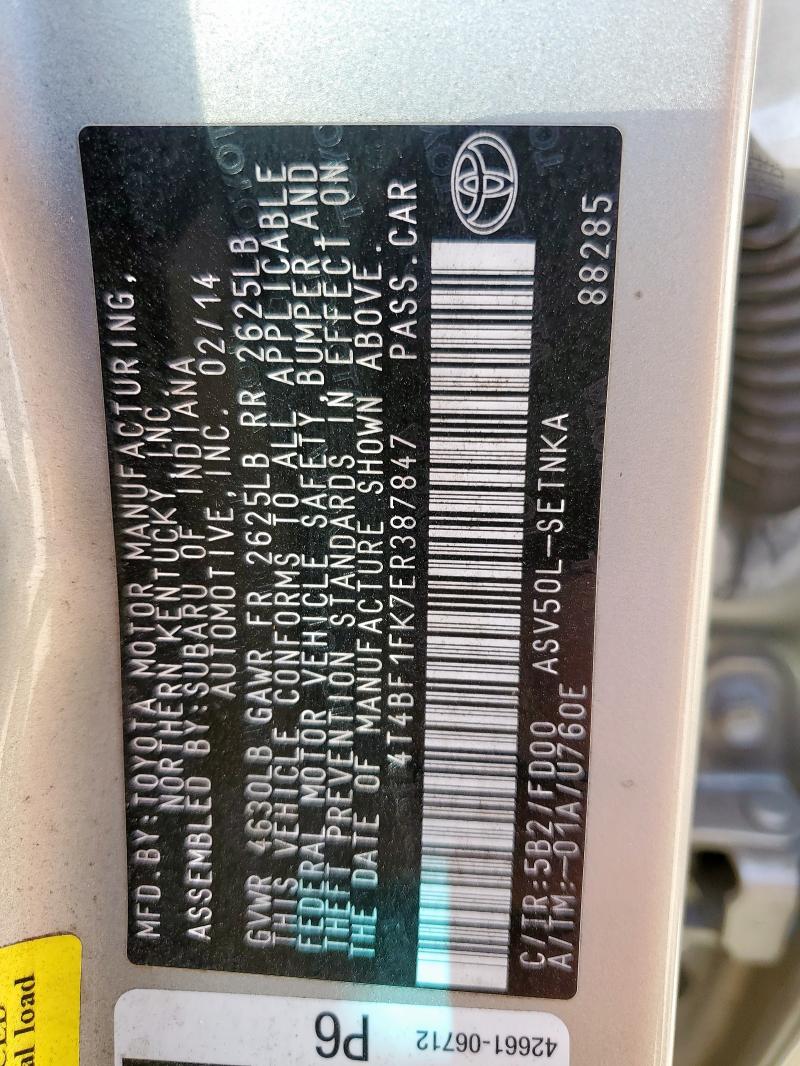 MFD.BY:TOYOTA MOTOR MANUFACTURING,
NORTHERN KENTUCKY INC.
ASSEMBLED BY:SUBARU OF INDIANA
AUTOMOTIVE,INC. 02/14
GVWR 4630LB GAWR FR 2625LB RR 2625LB
THIS VEHICLE CONFORMS TO ALL APPLICABLE
FEDERAL MOTOR VEHICLE SAFETY,BUMPER AND
THEFT PREVENTION STANDARDS IN EFFECT ON
THE DATE OF MANUFACTURE SHOWN ABOVE.
4T4BF1FK7ER387847 PASS.CAR
C/TR:5B2/FD00 ASV50L-SETNKA
A/TM:-01A/U760E 88285
P6
42661-06712
al load